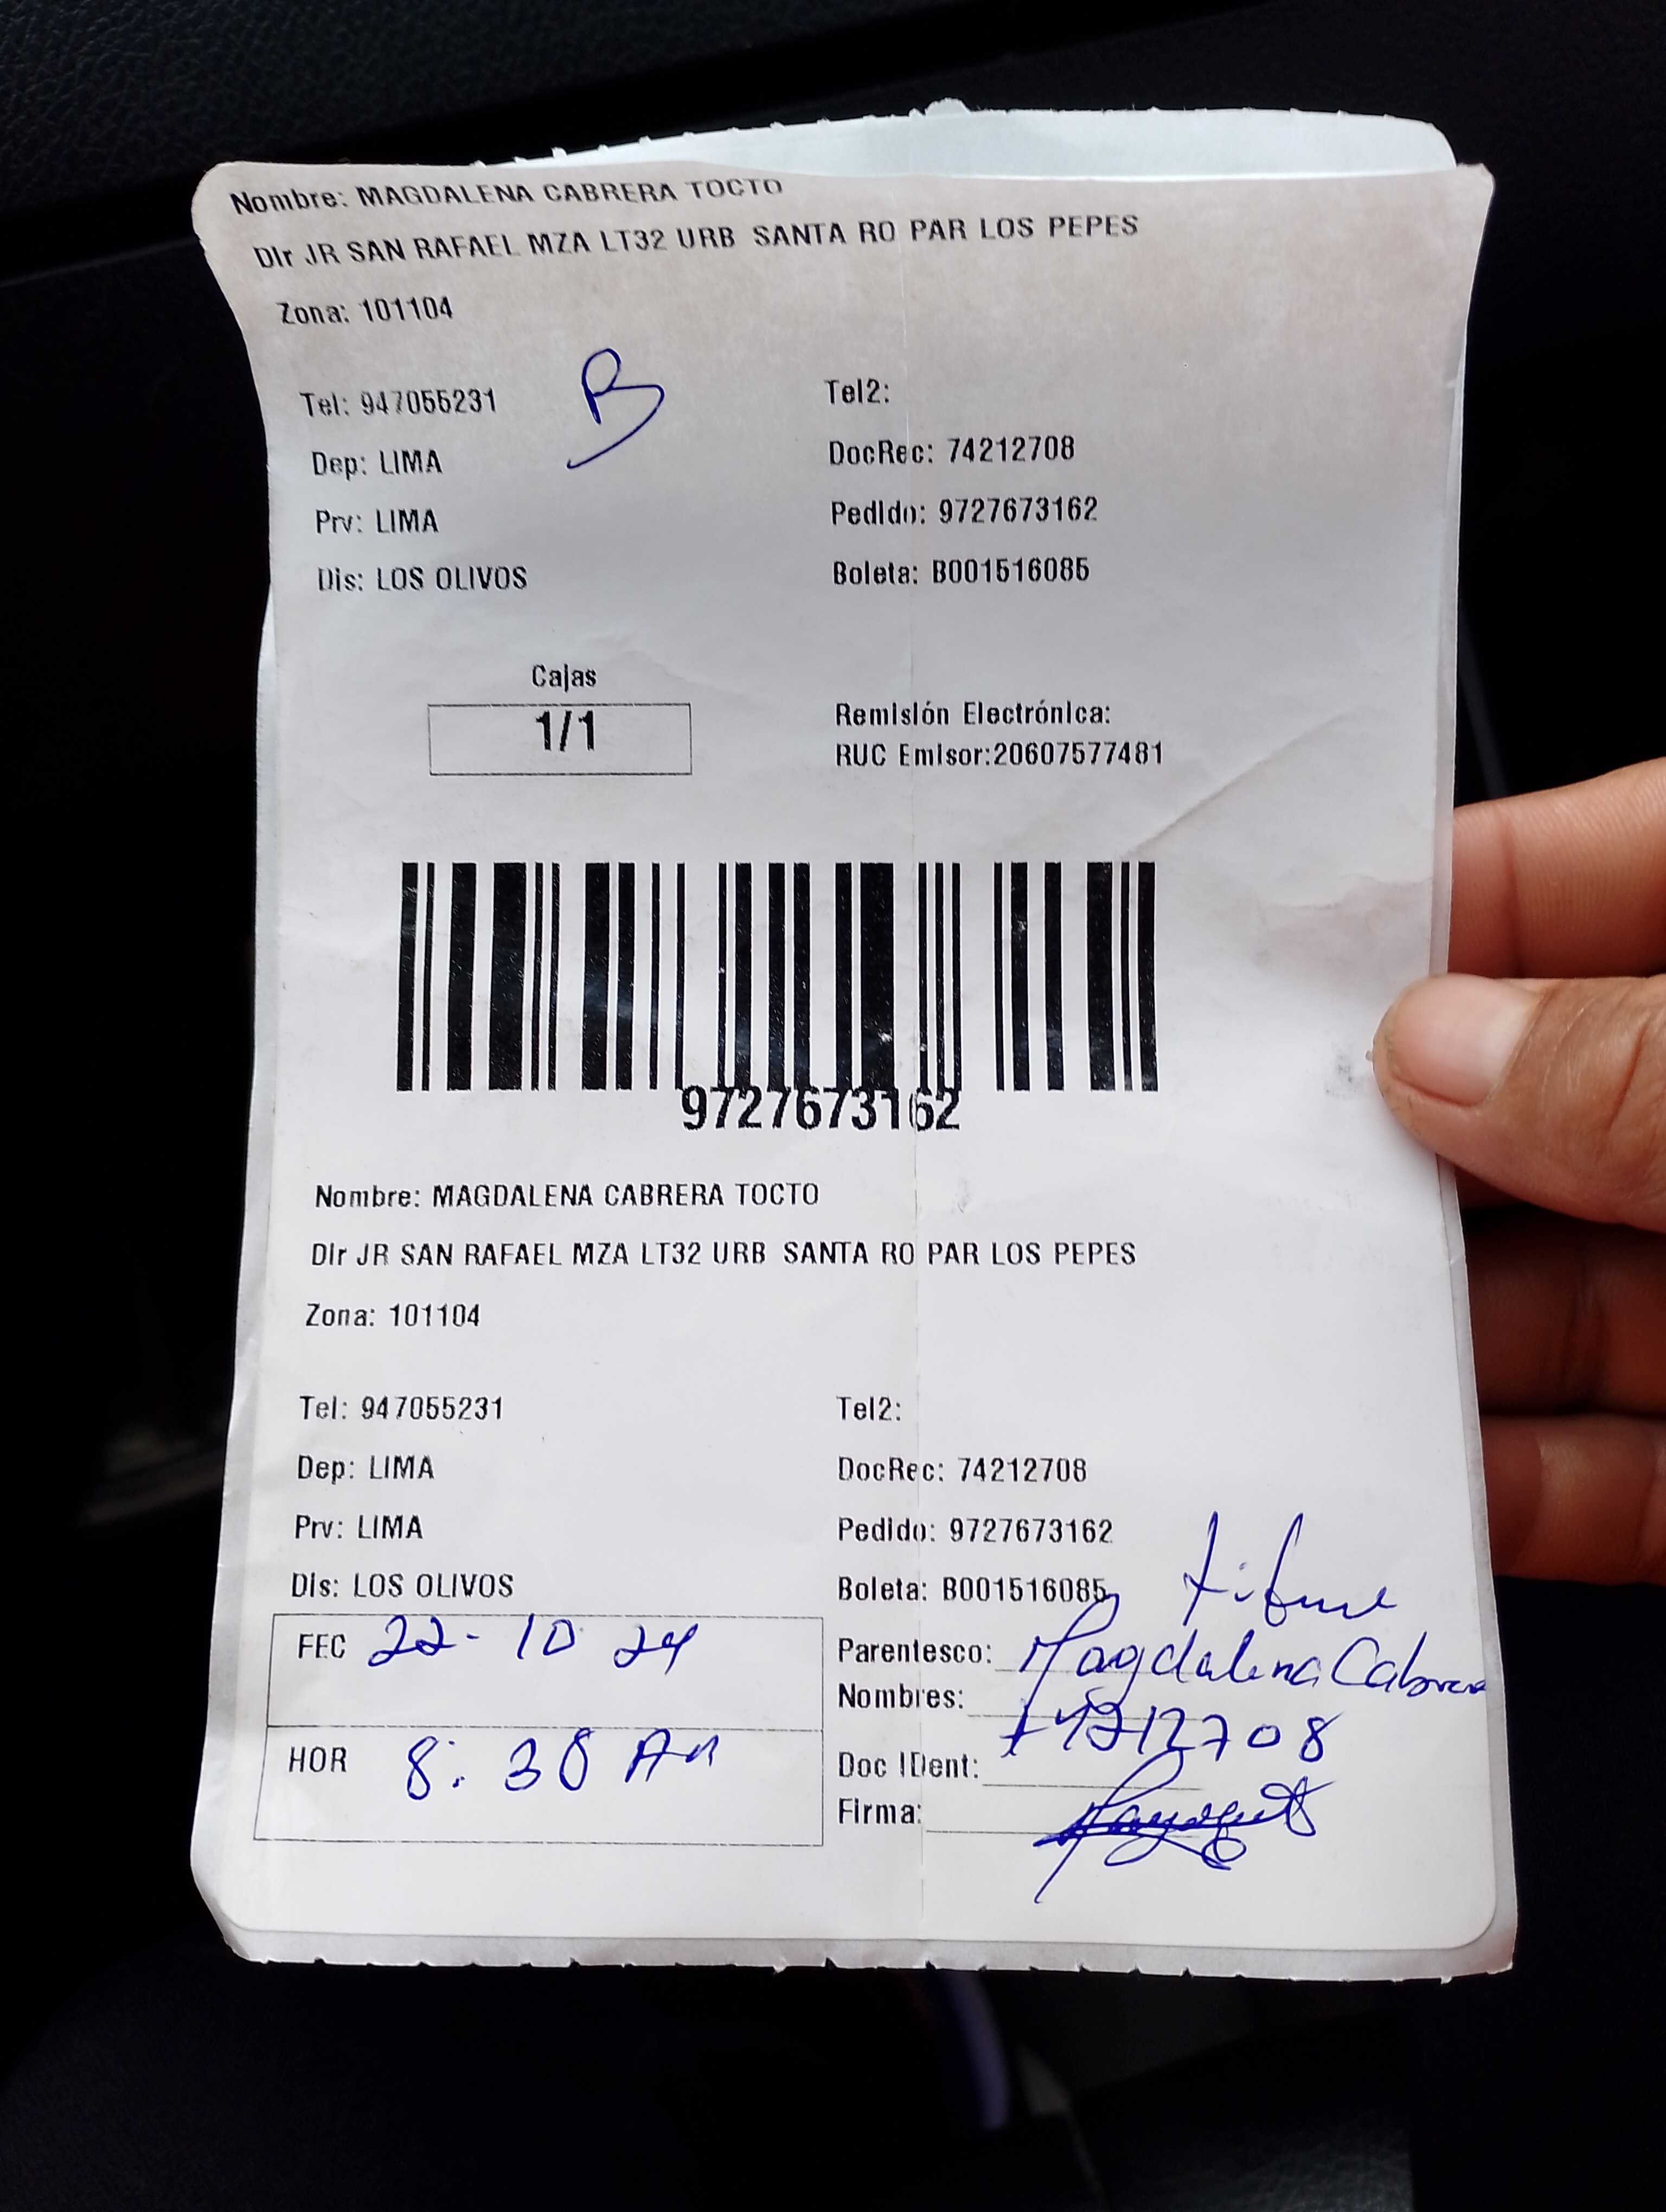 Nombre: MAGDALENA CABRERA TOCTO
Dir JR SAN RAFAEL MZA LT32 URB SANTA RO PAR LOS PEPES
Zona: 101104
B
Tel: 947055231 Tel2:
Dep: LIMA DocRec: 74212708
Prv: LIMA Pedido: 9727673162
Dis: LOS OLIVOS Boleta: B001516085
Cajas
1/1
Remisión Electrónica:
RUC Emisor:20607577481
9727673162
Nombre: MAGDALENA CABRERA TOCTO
Dir JR SAN RAFAEL MZA LT32 URB SANTA RO PAR LOS PEPES
Zona: 101104
Tel: 947055231 Tel2:
Dep: LIMA DocRec: 74212708
Prv: LIMA Pedido: 9727673162
Dis: LOS OLIVOS Boleta: B001516085
FEC 22-10 24 Parentesco:
Nombres: Magdalena Cabrera
HOR 8:38 AM Doc IDent: 74212708
Firma: